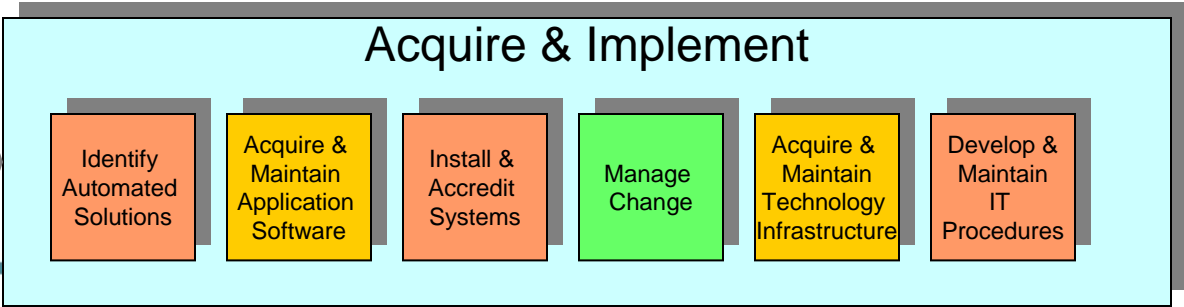 Acquire & Implement
Identify
Automated
Solutions
Acquire &
Maintain
Application
Software
Install &
Accredit
Systems
Manage
Change
Acquire &
Maintain
Technology
Infrastructure
Develop &
Maintain
IT
Procedures